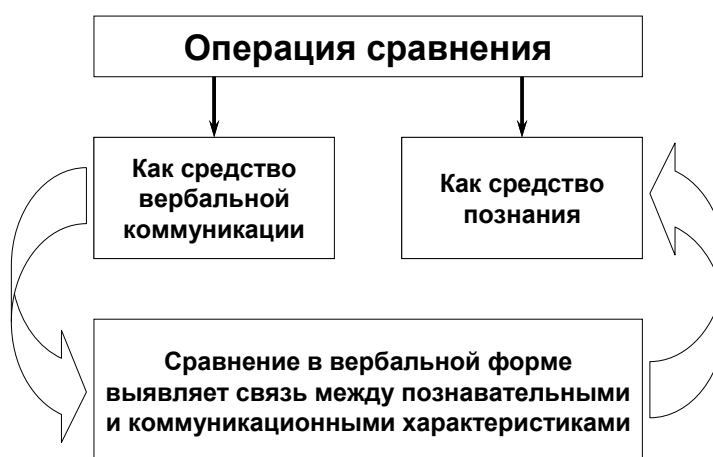 Операция сравнения
Как средство
вербальной
коммуникации
Как средство
познания
Сравнение в вербальной форме
выявляет связь между познавательными
и коммуникационными характеристиками